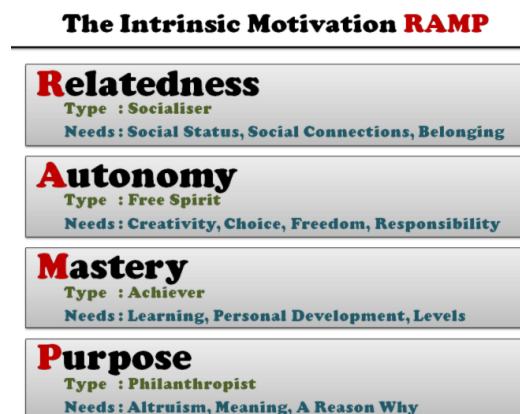 The Intrinsic Motivation RAMP
Relatedness
Type : Socialiser
Needs : Social Status, Social Connections, Belonging
Autonomy
Type : Free Spirit
Needs : Creativity, Choice, Freedom, Responsibility
Mastery
Type : Achiever
Needs : Learning, Personal Development, Levels
Purpose
Type : Philanthropist
Needs : Altruism, Meaning, A Reason Why